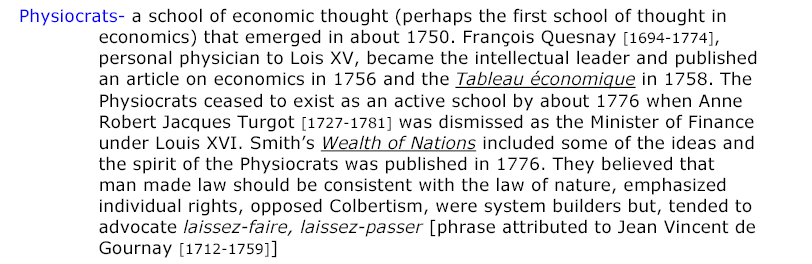 Physiocrats- a school of economic thought (perhaps the first school of thought in
economics) that emerged in about 1750. François Quesnay [1694-1774],
personal physician to Lois XV, became the intellectual leader and published
an article on economics in 1756 and the Tableau économique in 1758. The
Physiocrats ceased to exist as an active school by about 1776 when Anne
Robert Jacques Turgot [1727-1781] was dismissed as the Minister of Finance
under Louis XVI. Smith's Wealth of Nations included some of the ideas and
the spirit of the Physiocrats was published in 1776. They believed that
man made law should be consistent with the law of nature, emphasized
individual rights, opposed Colbertism, were system builders but, tended to
advocate laissez-faire, laissez-passer [phrase attributed to Jean Vincent de
Gournay [1712-1759]]